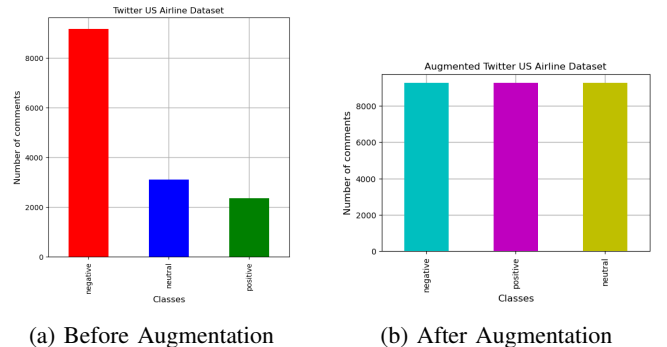 Twitter US Airline Dataset
Number of comments
8000
6000
4000
2000
0
negative
neutral
positive
Classes
(a) Before Augmentation
Augmented Twitter US Airline Dataset
Number of comments
8000
6000
4000
2000
0
negative
positive
neutral
Classes
(b) After Augmentation